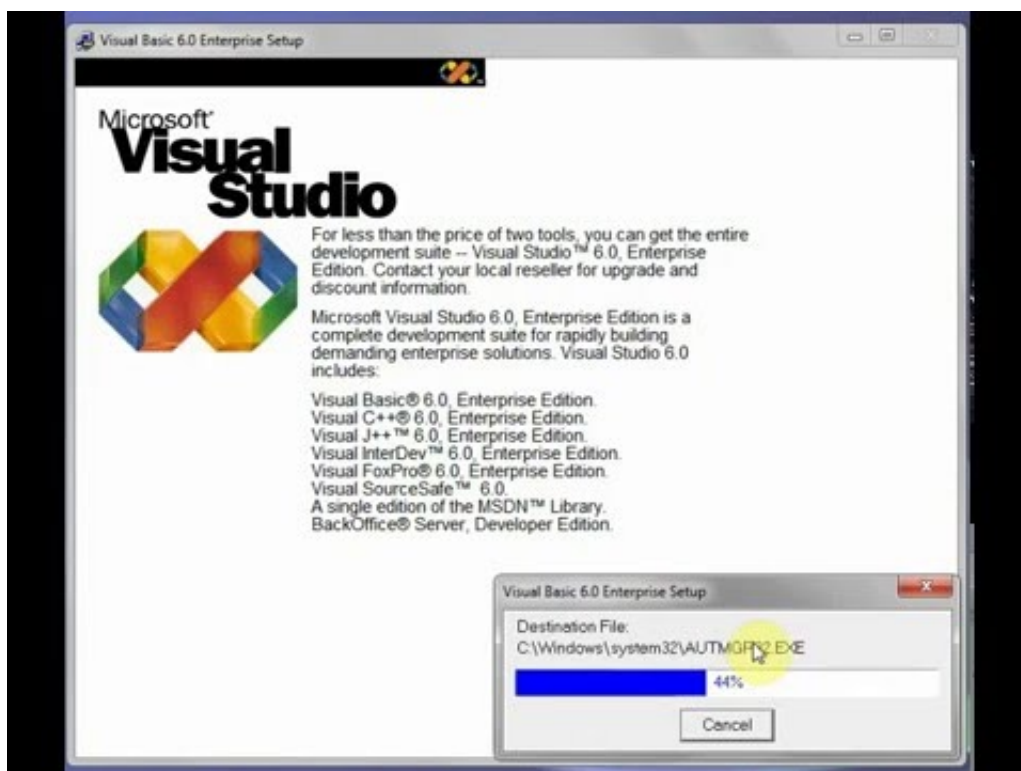 Visual Basic 6.0 Enterprise Setup
Microsoft®
Visual
Studio
For less than the price of two tools, you can get the entire
development suite -- Visual Studio™ 6.0, Enterprise
Edition. Contact your local reseller for upgrade and
discount information.
Microsoft Visual Studio 6.0, Enterprise Edition is a
complete development suite for rapidly building
demanding enterprise solutions. Visual Studio 6.0
includes:
Visual Basic® 6.0, Enterprise Edition.
Visual C++® 6.0, Enterprise Edition.
Visual J++™ 6.0, Enterprise Edition.
Visual InterDev™ 6.0, Enterprise Edition.
Visual FoxPro® 6.0, Enterprise Edition.
Visual SourceSafe™ 6.0.
A single edition of the MSDN™ Library.
BackOffice® Server, Developer Edition.
Visual Basic 6.0 Enterprise Setup
Destination File:
C:\Windows\system32\AUTMGR32.EXE
44%
Cancel